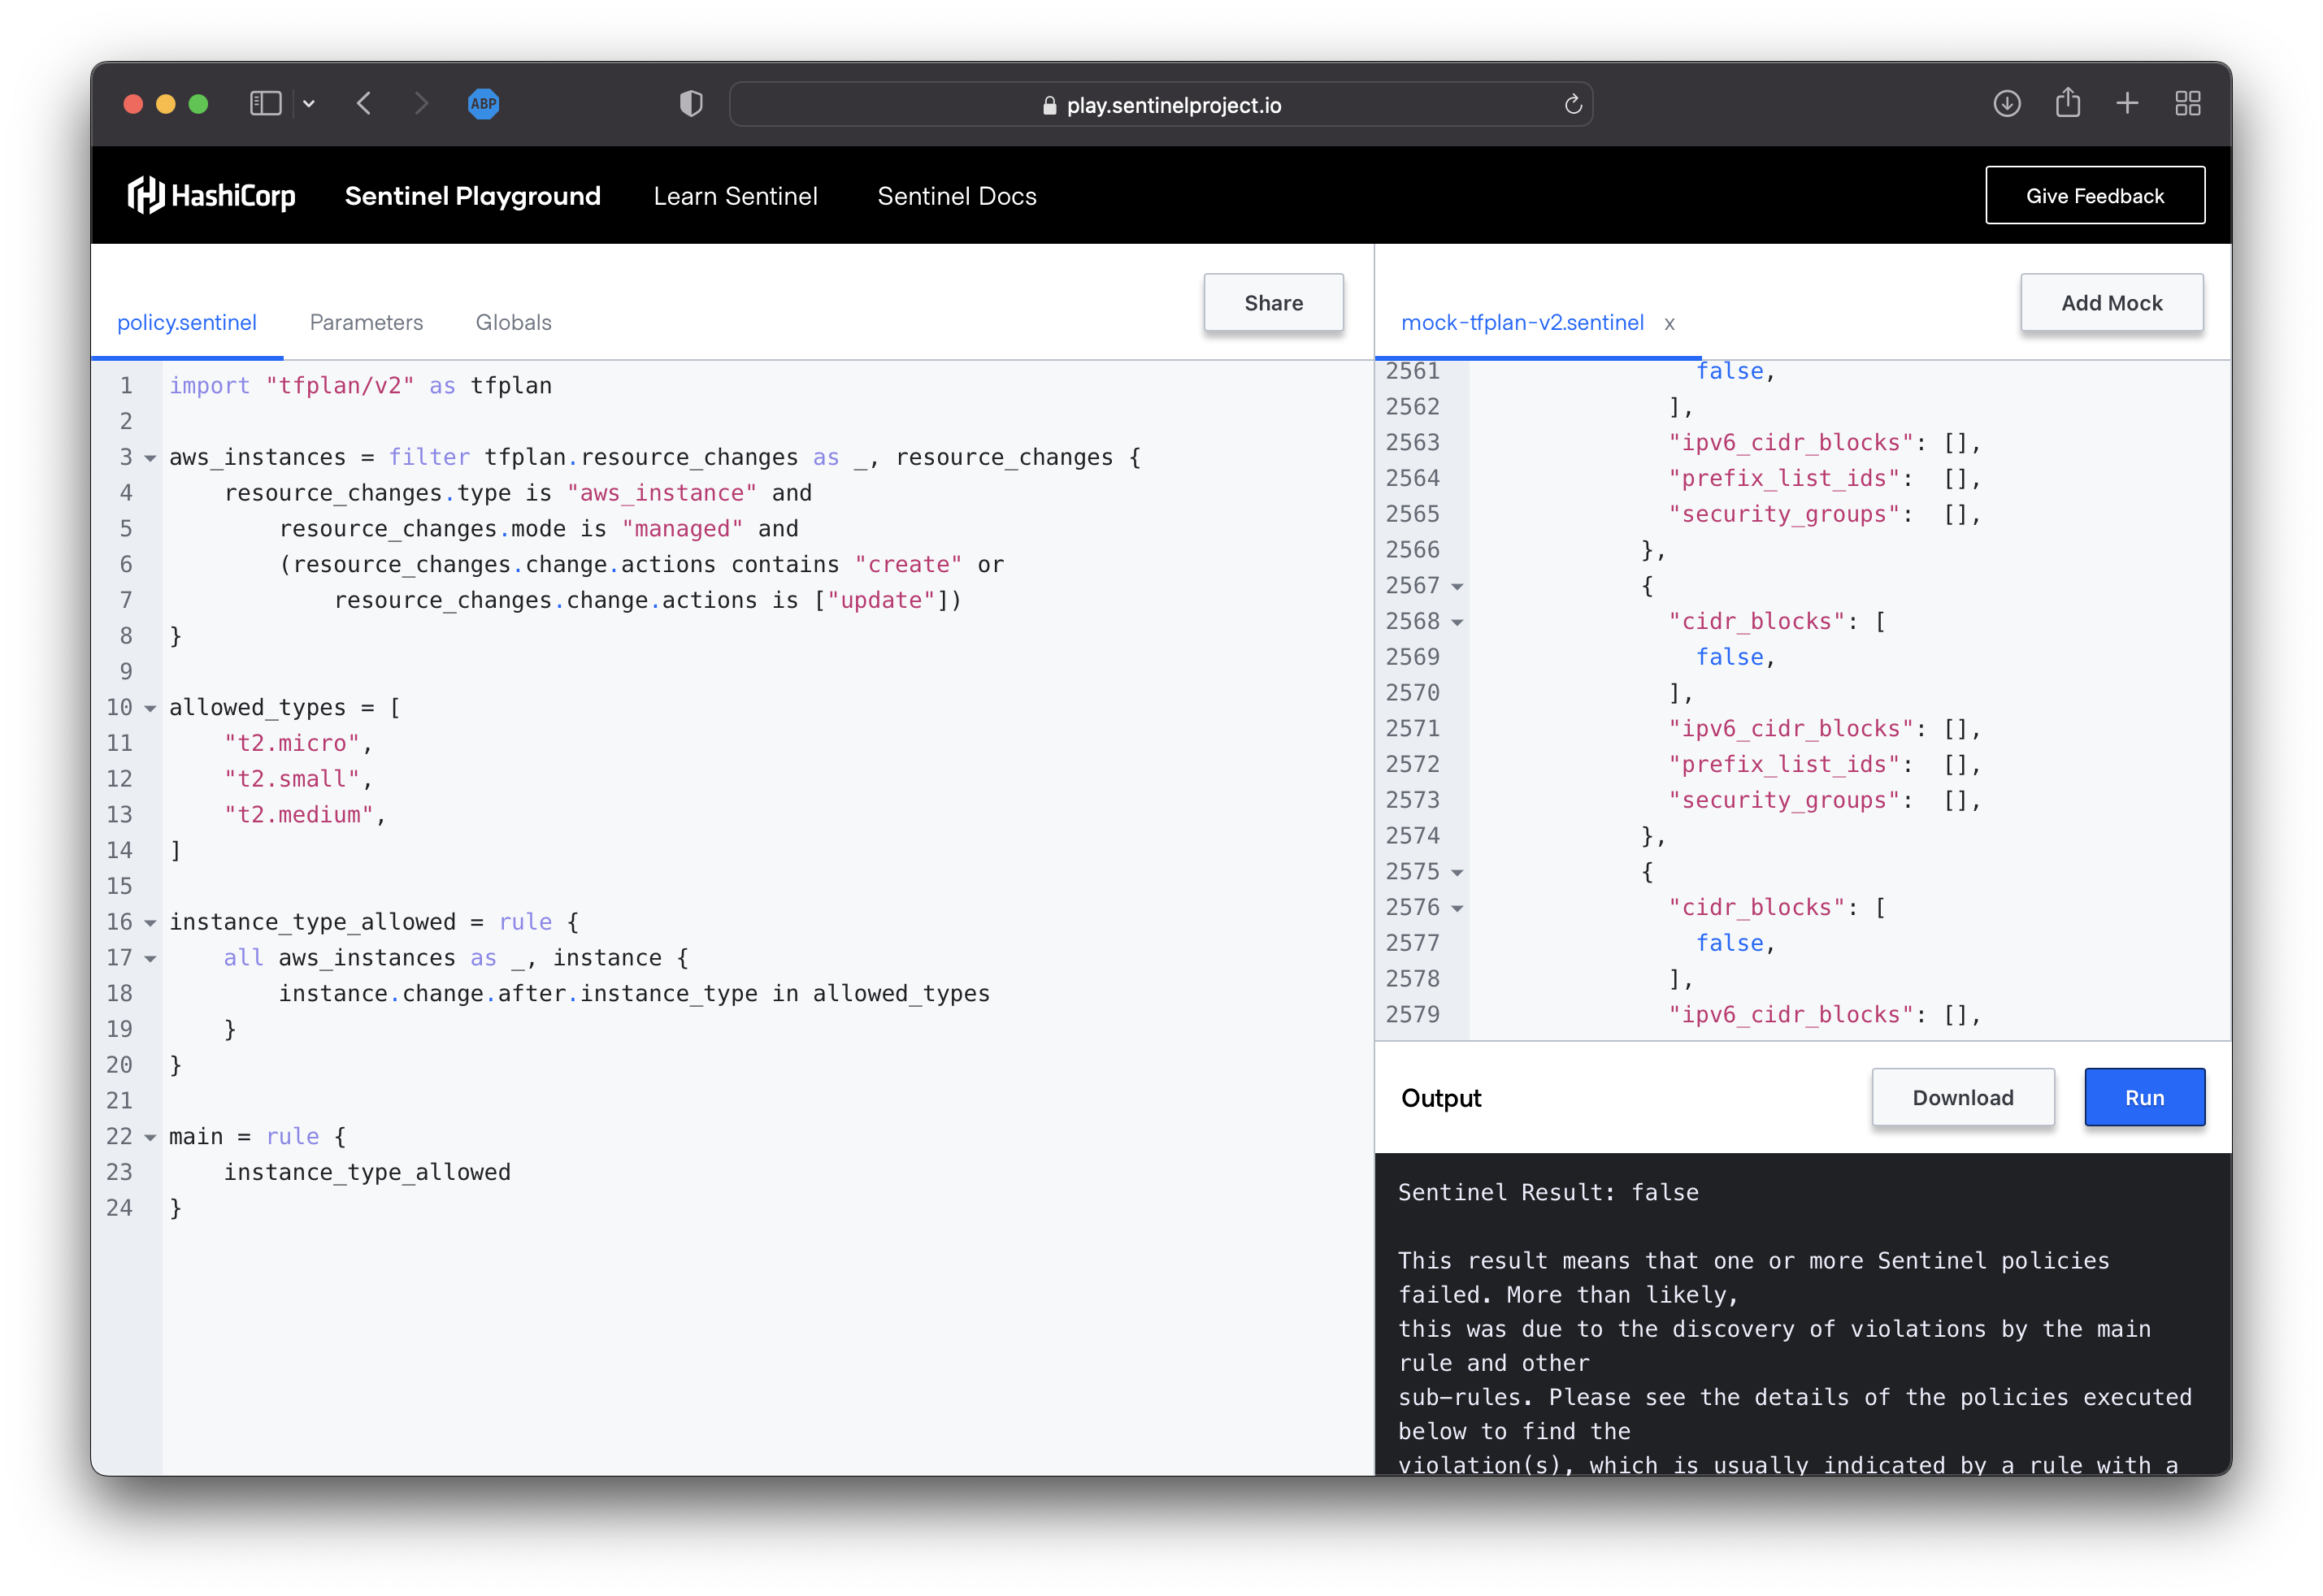 ABP
play.sentinelproject.io
HashiCorp Sentinel Playground Learn Sentinel Sentinel Docs Give Feedback
policy.sentinel Parameters Globals Share
1 import "tfplan/v2" as tfplan
2
3 aws_instances = filter tfplan.resource_changes as _, resource_changes {
4 resource_changes.type is "aws_instance" and
5 resource_changes.mode is "managed" and
6 (resource_changes.change.actions contains "create" or
7 resource_changes.change.actions is ["update"])
8 }
9
10 allowed_types = [
11 "t2.micro",
12 "t2.small",
13 "t2.medium",
14 ]
15
16 instance_type_allowed = rule {
17 all aws_instances as _, instance {
18 instance.change.after.instance_type in allowed_types
19 }
20 }
21
22 main = rule {
23 instance_type_allowed
24 }
mock-tfplan-v2.sentinel x Add Mock
2561 false,
2562 ],
2563 "ipv6_cidr_blocks": [],
2564 "prefix_list_ids": [],
2565 "security_groups": [],
2566 },
2567 {
2568 "cidr_blocks": [
2569 false,
2570 ],
2571 "ipv6_cidr_blocks": [],
2572 "prefix_list_ids": [],
2573 "security_groups": [],
2574 },
2575 {
2576 "cidr_blocks": [
2577 false,
2578 ],
2579 "ipv6_cidr_blocks": [],
Output Download Run
Sentinel Result: false
This result means that one or more Sentinel policies
failed. More than likely,
this was due to the discovery of violations by the main
rule and other
sub-rules. Please see the details of the policies executed
below to find the
violation(s), which is usually indicated by a rule with a